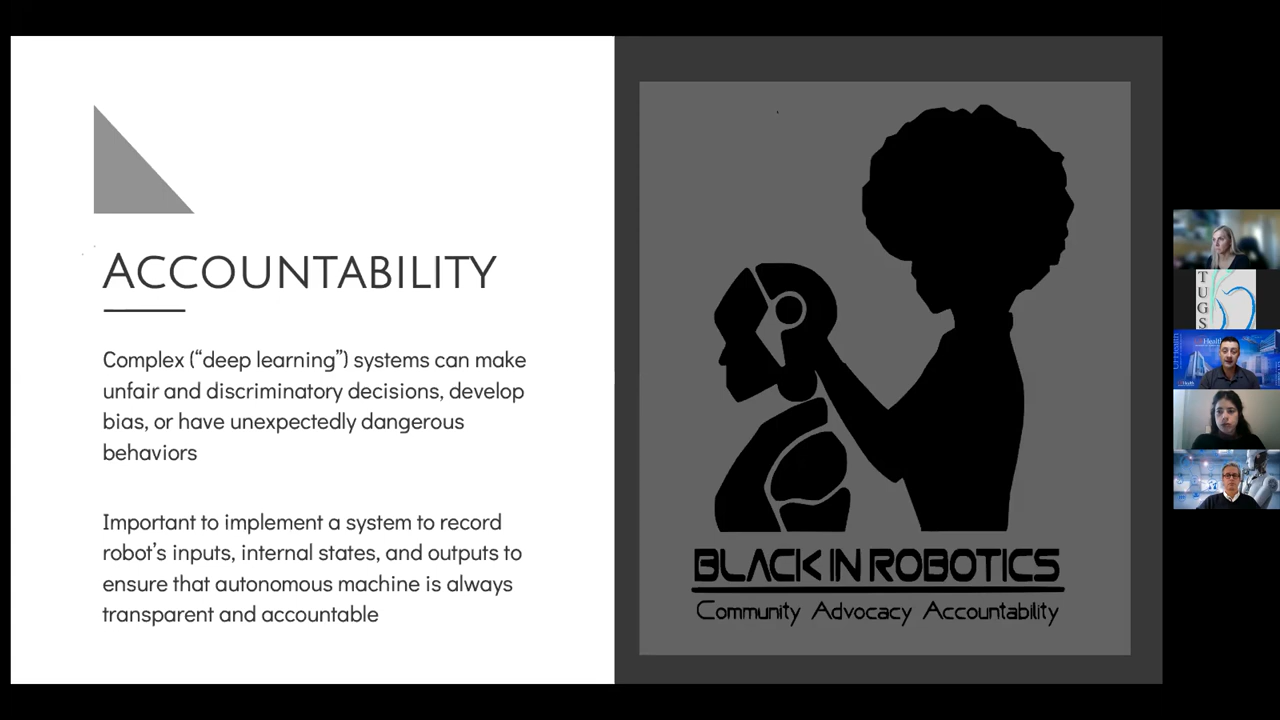 ACCOUNTABILITY
Complex (“deep learning”) systems can make
unfair and discriminatory decisions, develop
bias, or have unexpectedly dangerous
behaviors
Important to implement a system to record
robot’s inputs, internal states, and outputs to
ensure that autonomous machine is always
transparent and accountable
BLACK IN ROBOTICS
Community Advocacy Accountability
TUGS